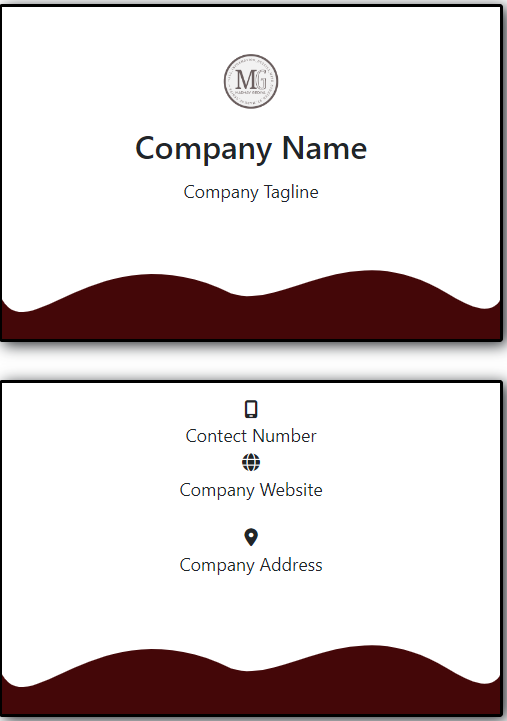 MG
Company Name
Company Tagline
Contect Number
Company Website
Company Address